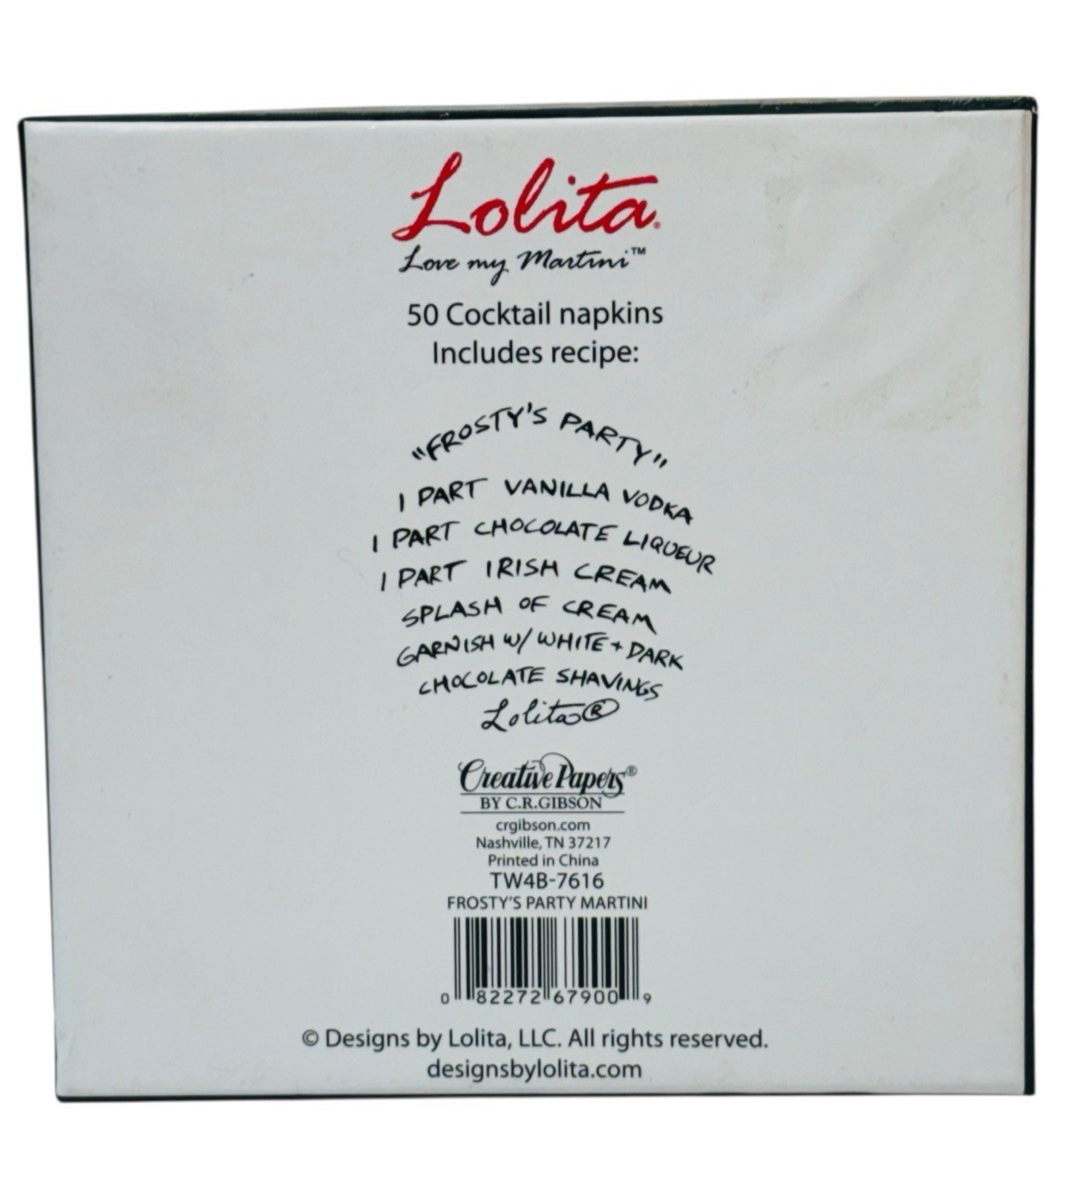 Lolita®
Love my Martini™
50 Cocktail napkins
Includes recipe:
"FROSTY'S PARTY"
1 PART VANILLA VODKA
1 PART CHOCOLATE LIQUEUR
1 PART IRISH CREAM
SPLASH OF CREAM
GARNISH W/ WHITE + DARK
CHOCOLATE SHAVINGS
Lolita®
Creative Papers®
BY C.R.GIBSON
crgibson.com
Nashville, TN 37217
Printed in China
TW4B-7616
FROSTY'S PARTY MARTINI
0 82272 67900 9
© Designs by Lolita, LLC. All rights reserved.
designsbylolita.com